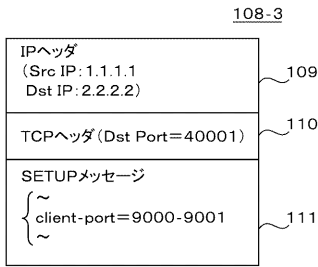 108-3
IPヘッダ
(Src IP:1.1.1.1
Dst IP:2.2.2.2)
109
TCPヘッダ(Dst Port=40001)
110
SETUPメッセージ
~
client-port=9000-9001
~
111